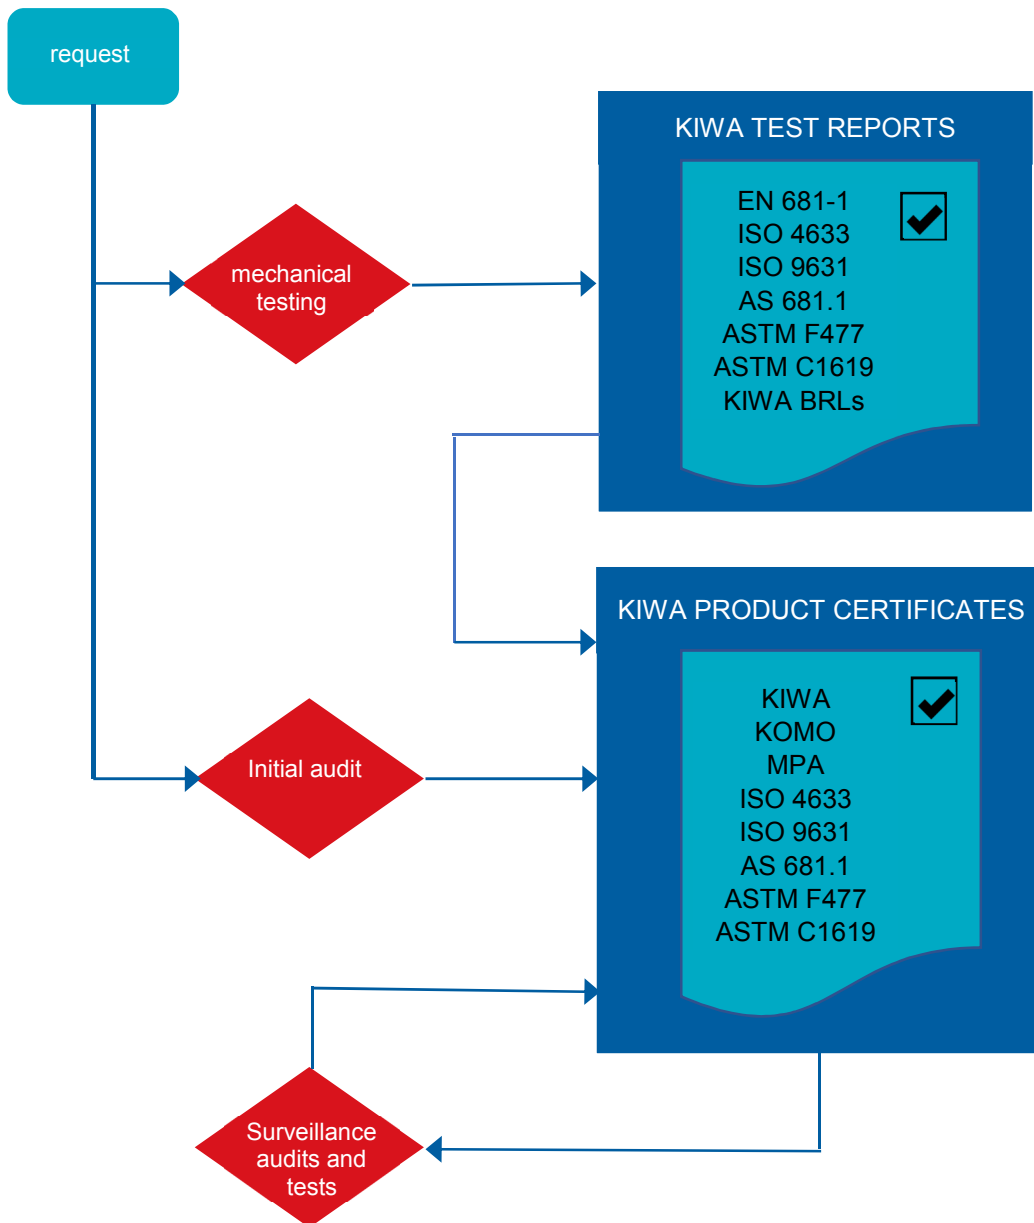 request
KIWA TEST REPORTS
EN 681-1
ISO 4633
ISO 9631
AS 681.1
ASTM F477
ASTM C1619
KIWA BRLs
mechanical
testing
KIWA PRODUCT CERTIFICATES
KIWA
KOMO
MPA
ISO 4633
ISO 9631
AS 681.1
ASTM F477
ASTM C1619
Initial audit
Surveillance
audits and
tests